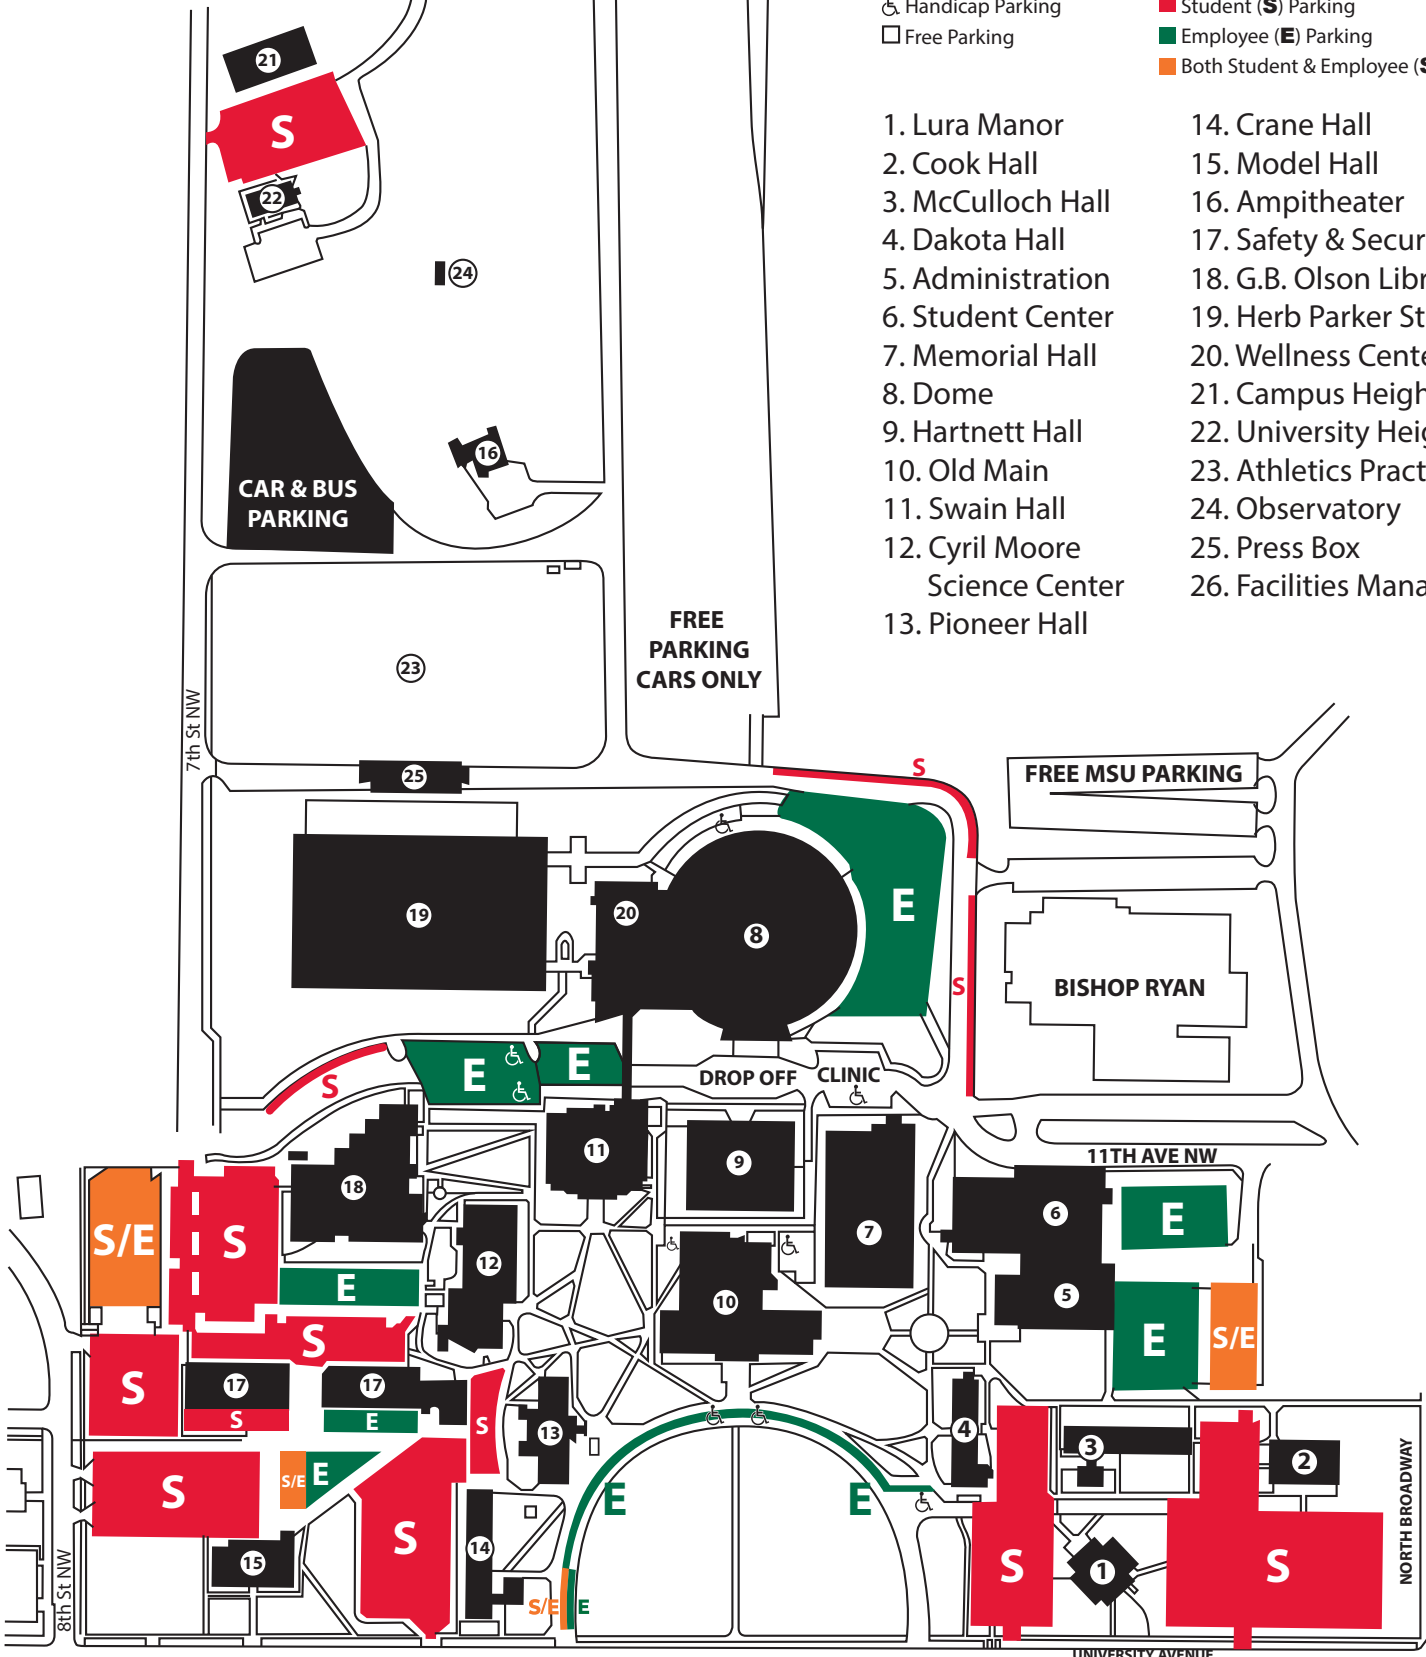 Handicap Parking
Student (S) Parking
Free Parking
Employee (E) Parking
Both Student & Employee (S
1. Lura Manor
2. Cook Hall
3. McCulloch Hall
4. Dakota Hall
5. Administration
6. Student Center
7. Memorial Hall
8. Dome
9. Hartnett Hall
10. Old Main
11. Swain Hall
12. Cyril Moore
Science Center
13. Pioneer Hall
14. Crane Hall
15. Model Hall
16. Ampitheater
17. Safety & Secur
18. G.B. Olson Libr
19. Herb Parker St
20. Wellness Cente
21. Campus Heigh
22. University Heig
23. Athletics Pract
24. Observatory
25. Press Box
26. Facilities Mana
21
S
22
24
16
CAR & BUS
PARKING
FREE
PARKING
CARS ONLY
23
7th St NW
25
S
FREE MSU PARKING
19
20
8
E
S
BISHOP RYAN
S
E
E
DROP OFF
CLINIC
11
9
11TH AVE NW
18
7
6
E
S/E
S
12
E
10
5
E
S/E
S
S
17
17
S
E
S
13
4
3
2
NORTH BROADWAY
S
S/E
E
E
E
S
14
15
S
1
S
8th St NW
S/E
E
UNIVERSITY AVENUE